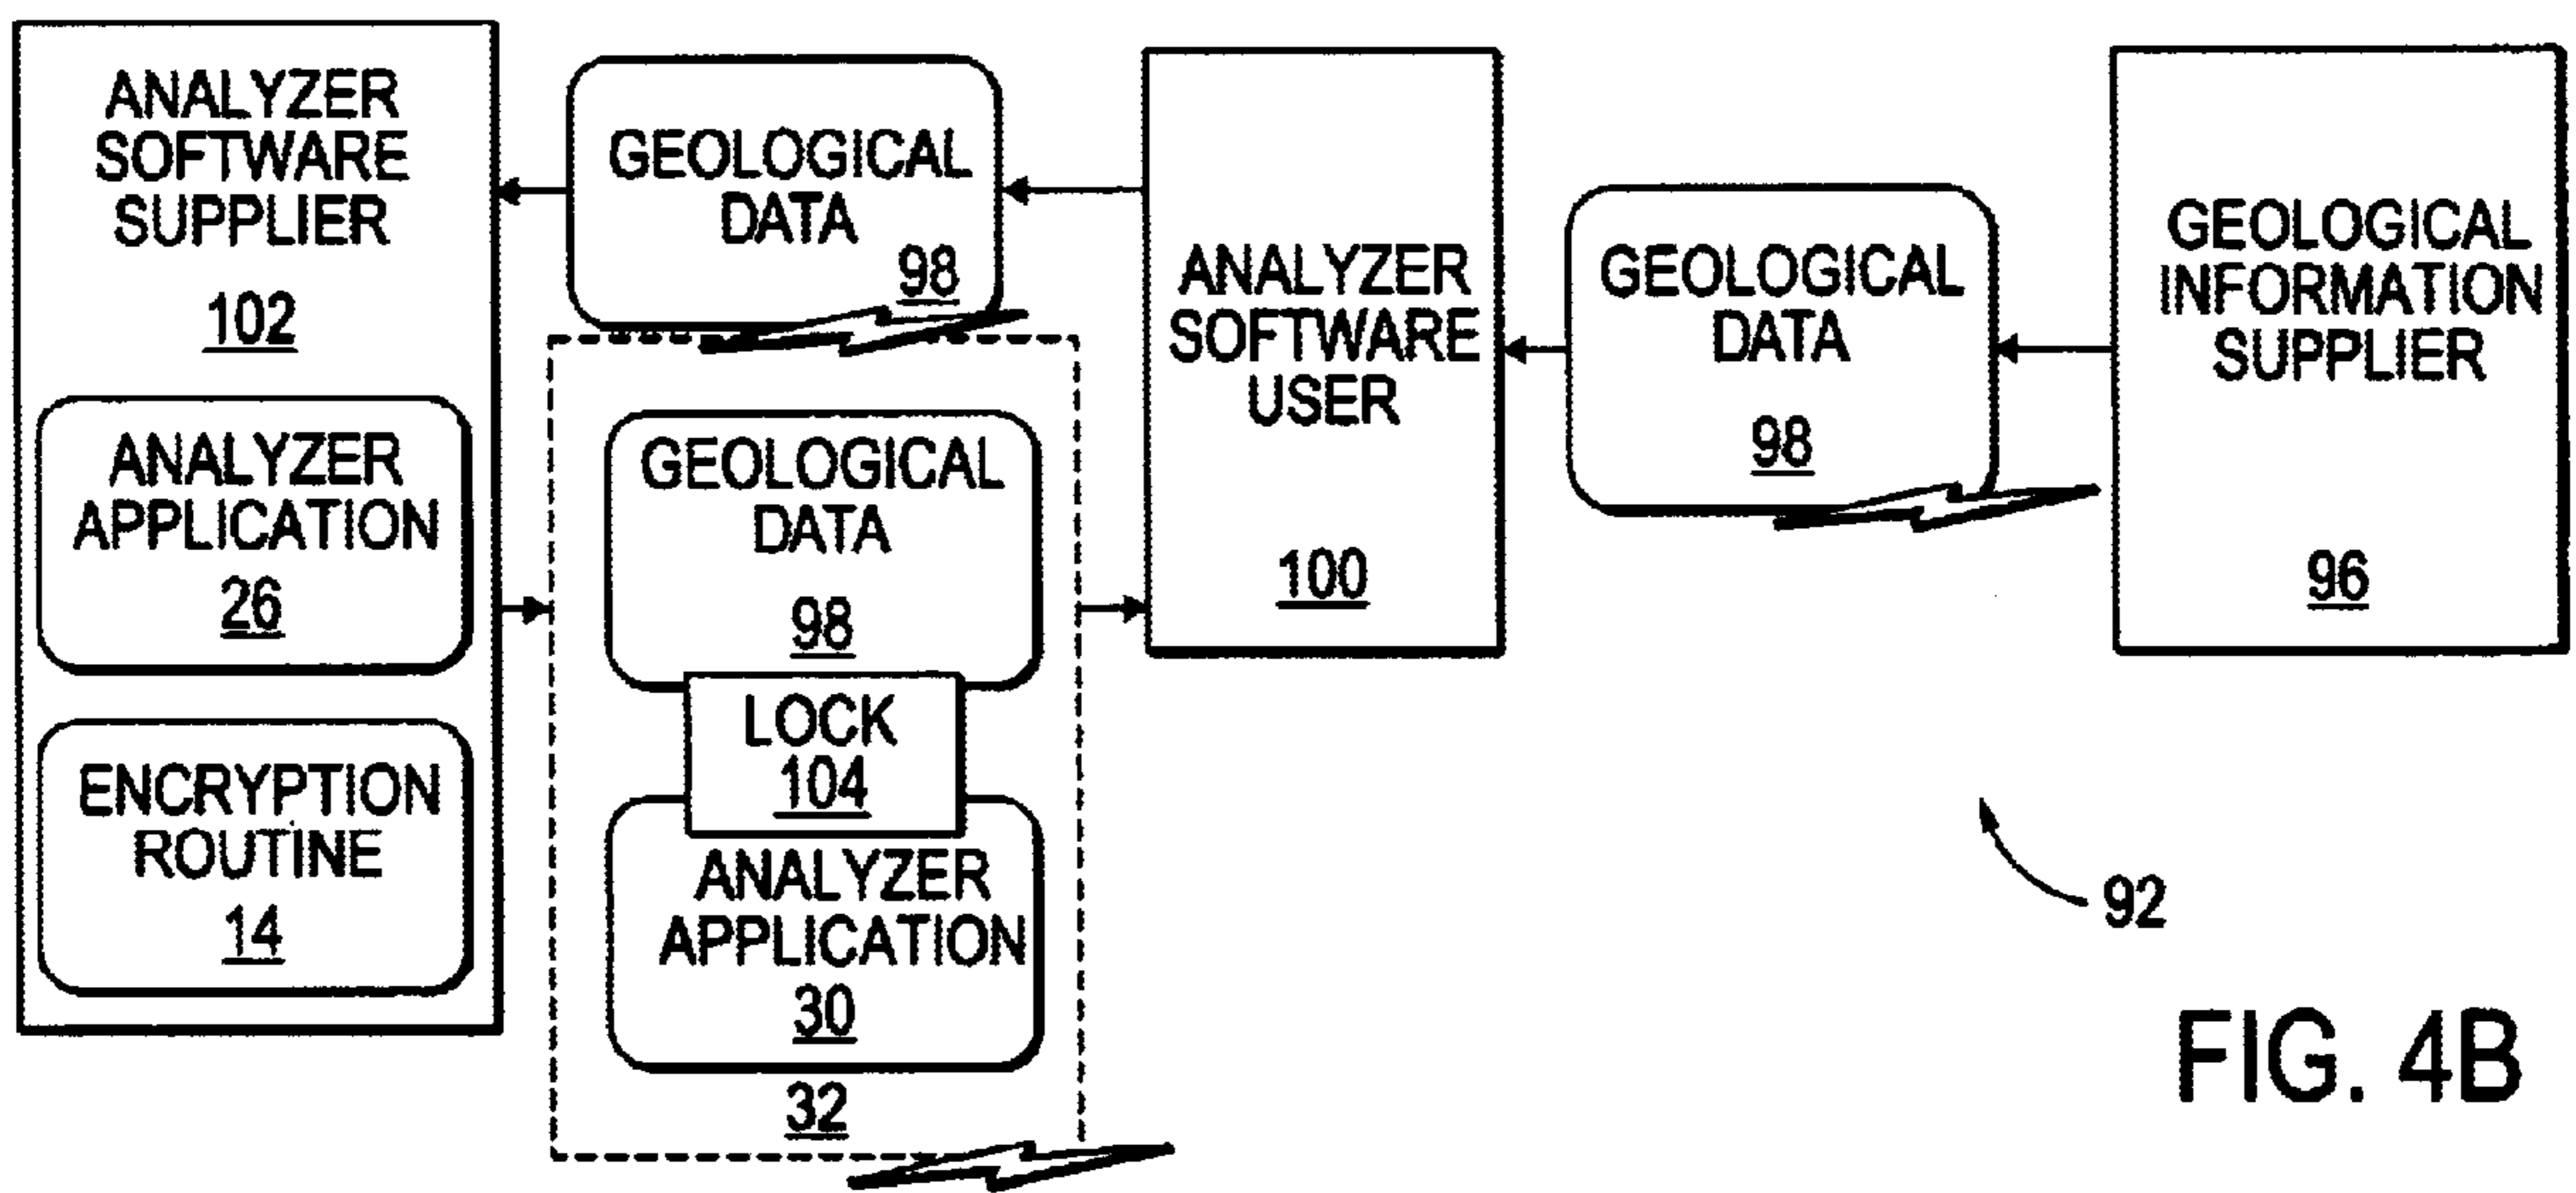 ANALYZER
SOFTWARE
SUPPLIER
102
ANALYZER
APPLICATION
26
ENCRYPTION
ROUTINE
14
GEOLOGICAL
DATA
98
GEOLOGICAL
DATA
98
LOCK
104
ANALYZER
APPLICATION
30
32
ANALYZER
SOFTWARE
USER
100
GEOLOGICAL
DATA
98
GEOLOGICAL
INFORMATION
SUPPLIER
96
92
FIG. 4B